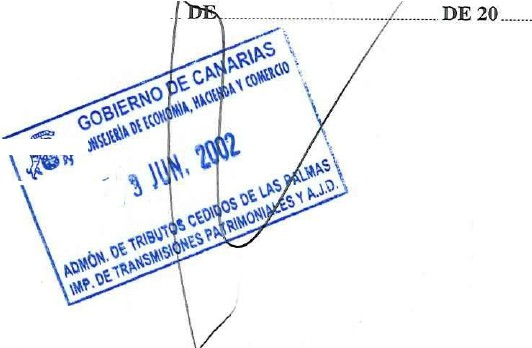 DE DE 20
GOBIERNO DE CANARIAS
NSEJERÍA DE ECONOMÍA, HACIENDA Y COMERCIO
9 JUN. 2002
ADMÓN. DE TRIBUTOS CEDIDOS DE LAS PALMAS
IMP. DE TRANSMISIONES PATRIMONIALES Y A.J.D.